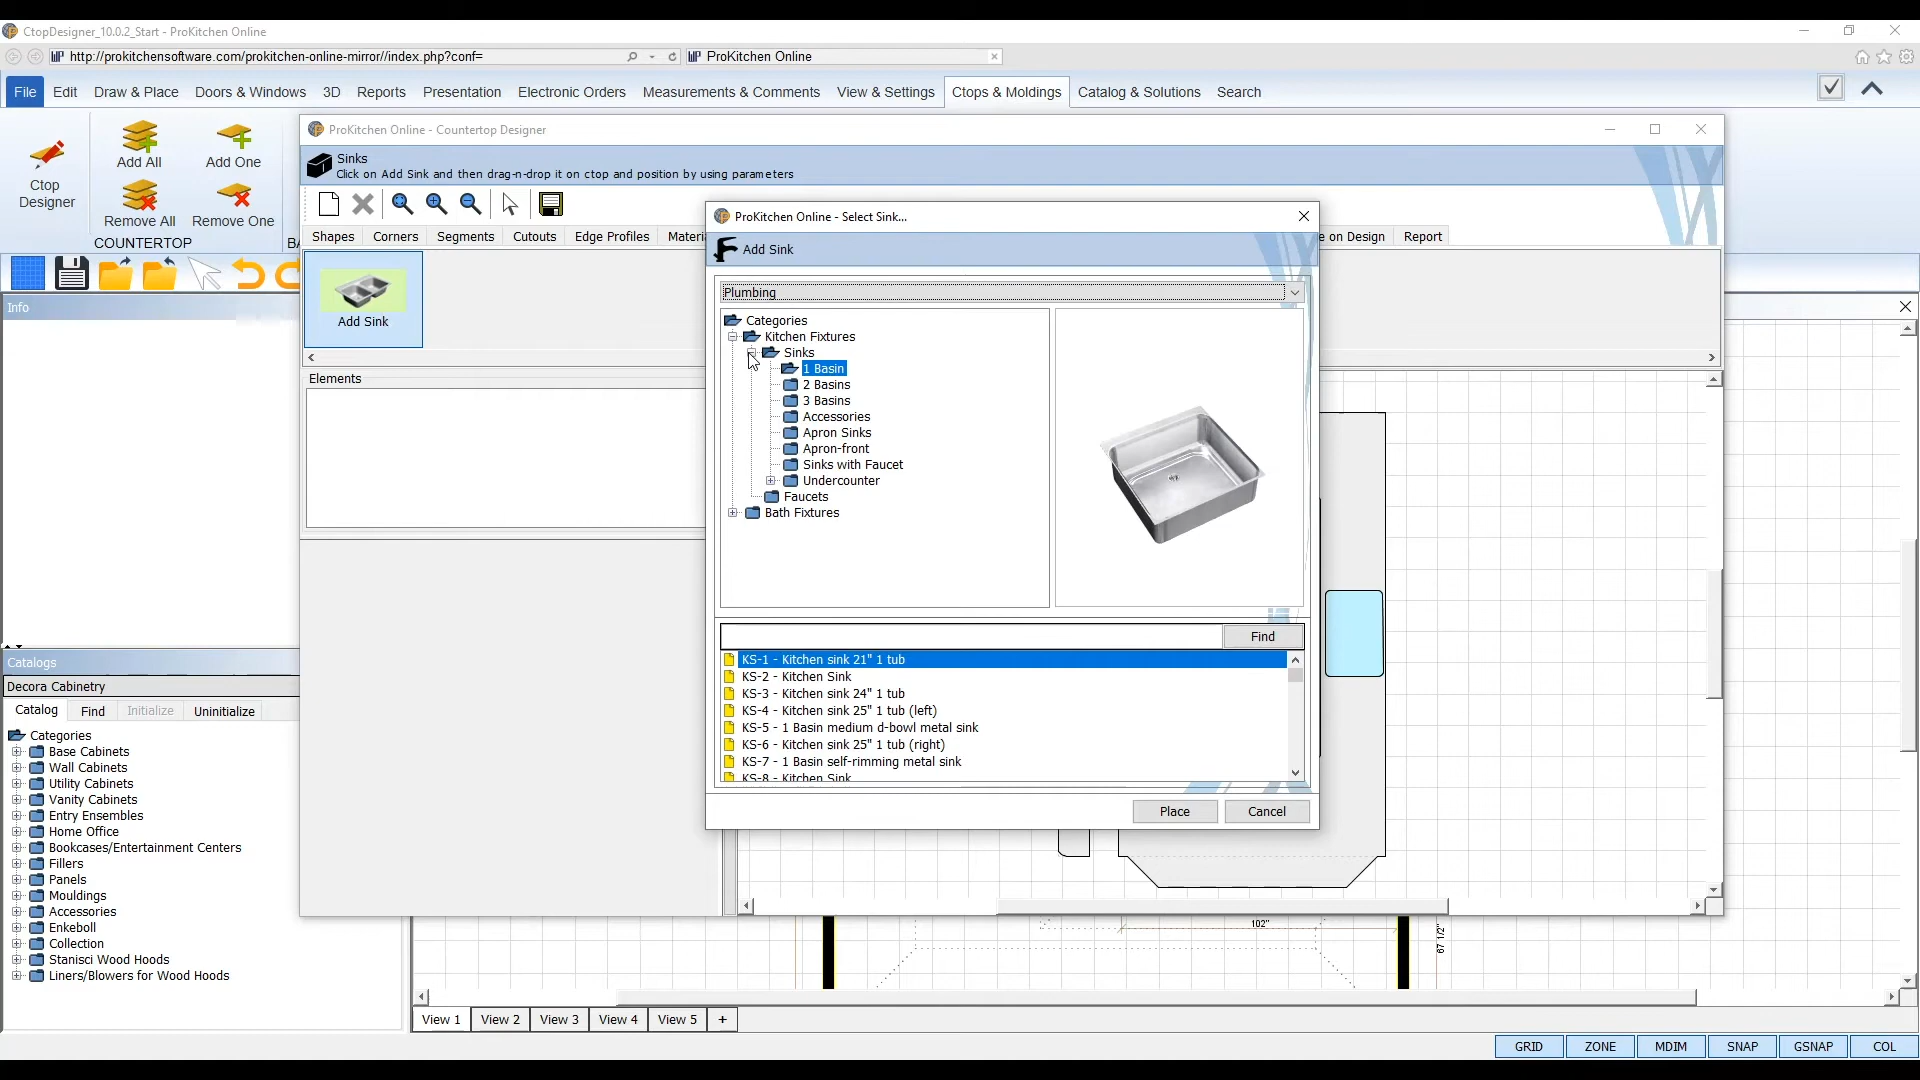 CtopDesigner_10.0.2_Start - ProKitchen Online
http://prokitchensoftware.com/prokitchen-online-mirror//index.php?conf=
ProKitchen Online
File Edit Draw & Place Doors & Windows 3D Reports Presentation Electronic Orders Measurements & Comments View & Settings Ctops & Moldings Catalog & Solutions Search
Ctop Designer
Add All
Add One
Remove All
Remove One
COUNTERTOP
ProKitchen Online - Countertop Designer
Sinks
Click on Add Sink and then drag-n-drop it on ctop and position by using parameters
Shapes Corners Segments Cutouts Edge Profiles Materi
e on Design Report
Add Sink
Elements
ProKitchen Online - Select Sink...
Add Sink
Plumbing
Categories
Kitchen Fixtures
Sinks
1 Basin
2 Basins
3 Basins
Accessories
Apron Sinks
Apron-front
Sinks with Faucet
Undercounter
Faucets
Bath Fixtures
Find
KS-1 - Kitchen sink 21" 1 tub
KS-2 - Kitchen Sink
KS-3 - Kitchen sink 24" 1 tub
KS-4 - Kitchen sink 25" 1 tub (left)
KS-5 - 1 Basin medium d-bowl metal sink
KS-6 - Kitchen sink 25" 1 tub (right)
KS-7 - 1 Basin self-rimming metal sink
KS-8 - Kitchen Sink
Place Cancel
Info
Catalogs
Decora Cabinetry
Catalog Find Initialize Uninitialize
Categories
Base Cabinets
Wall Cabinets
Utility Cabinets
Vanity Cabinets
Entry Ensembles
Home Office
Bookcases/Entertainment Centers
Fillers
Panels
Mouldings
Accessories
Enkeboll
Collection
Stanisci Wood Hoods
Liners/Blowers for Wood Hoods
102"
67 1/2"
View 1 View 2 View 3 View 4 View 5 +
GRID ZONE MDIM SNAP GSNAP COL